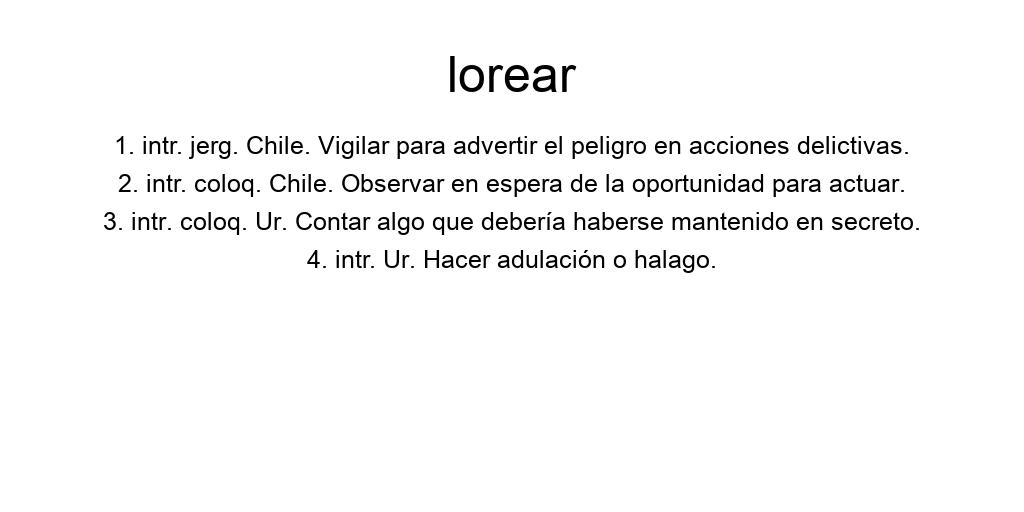 lorear
1. intr. jerg. Chile. Vigilar para advertir el peligro en acciones delictivas.
2. intr. coloq. Chile. Observar en espera de la oportunidad para actuar.
3. intr. coloq. Ur. Contar algo que debería haberse mantenido en secreto.
4. intr. Ur. Hacer adulación o halago.